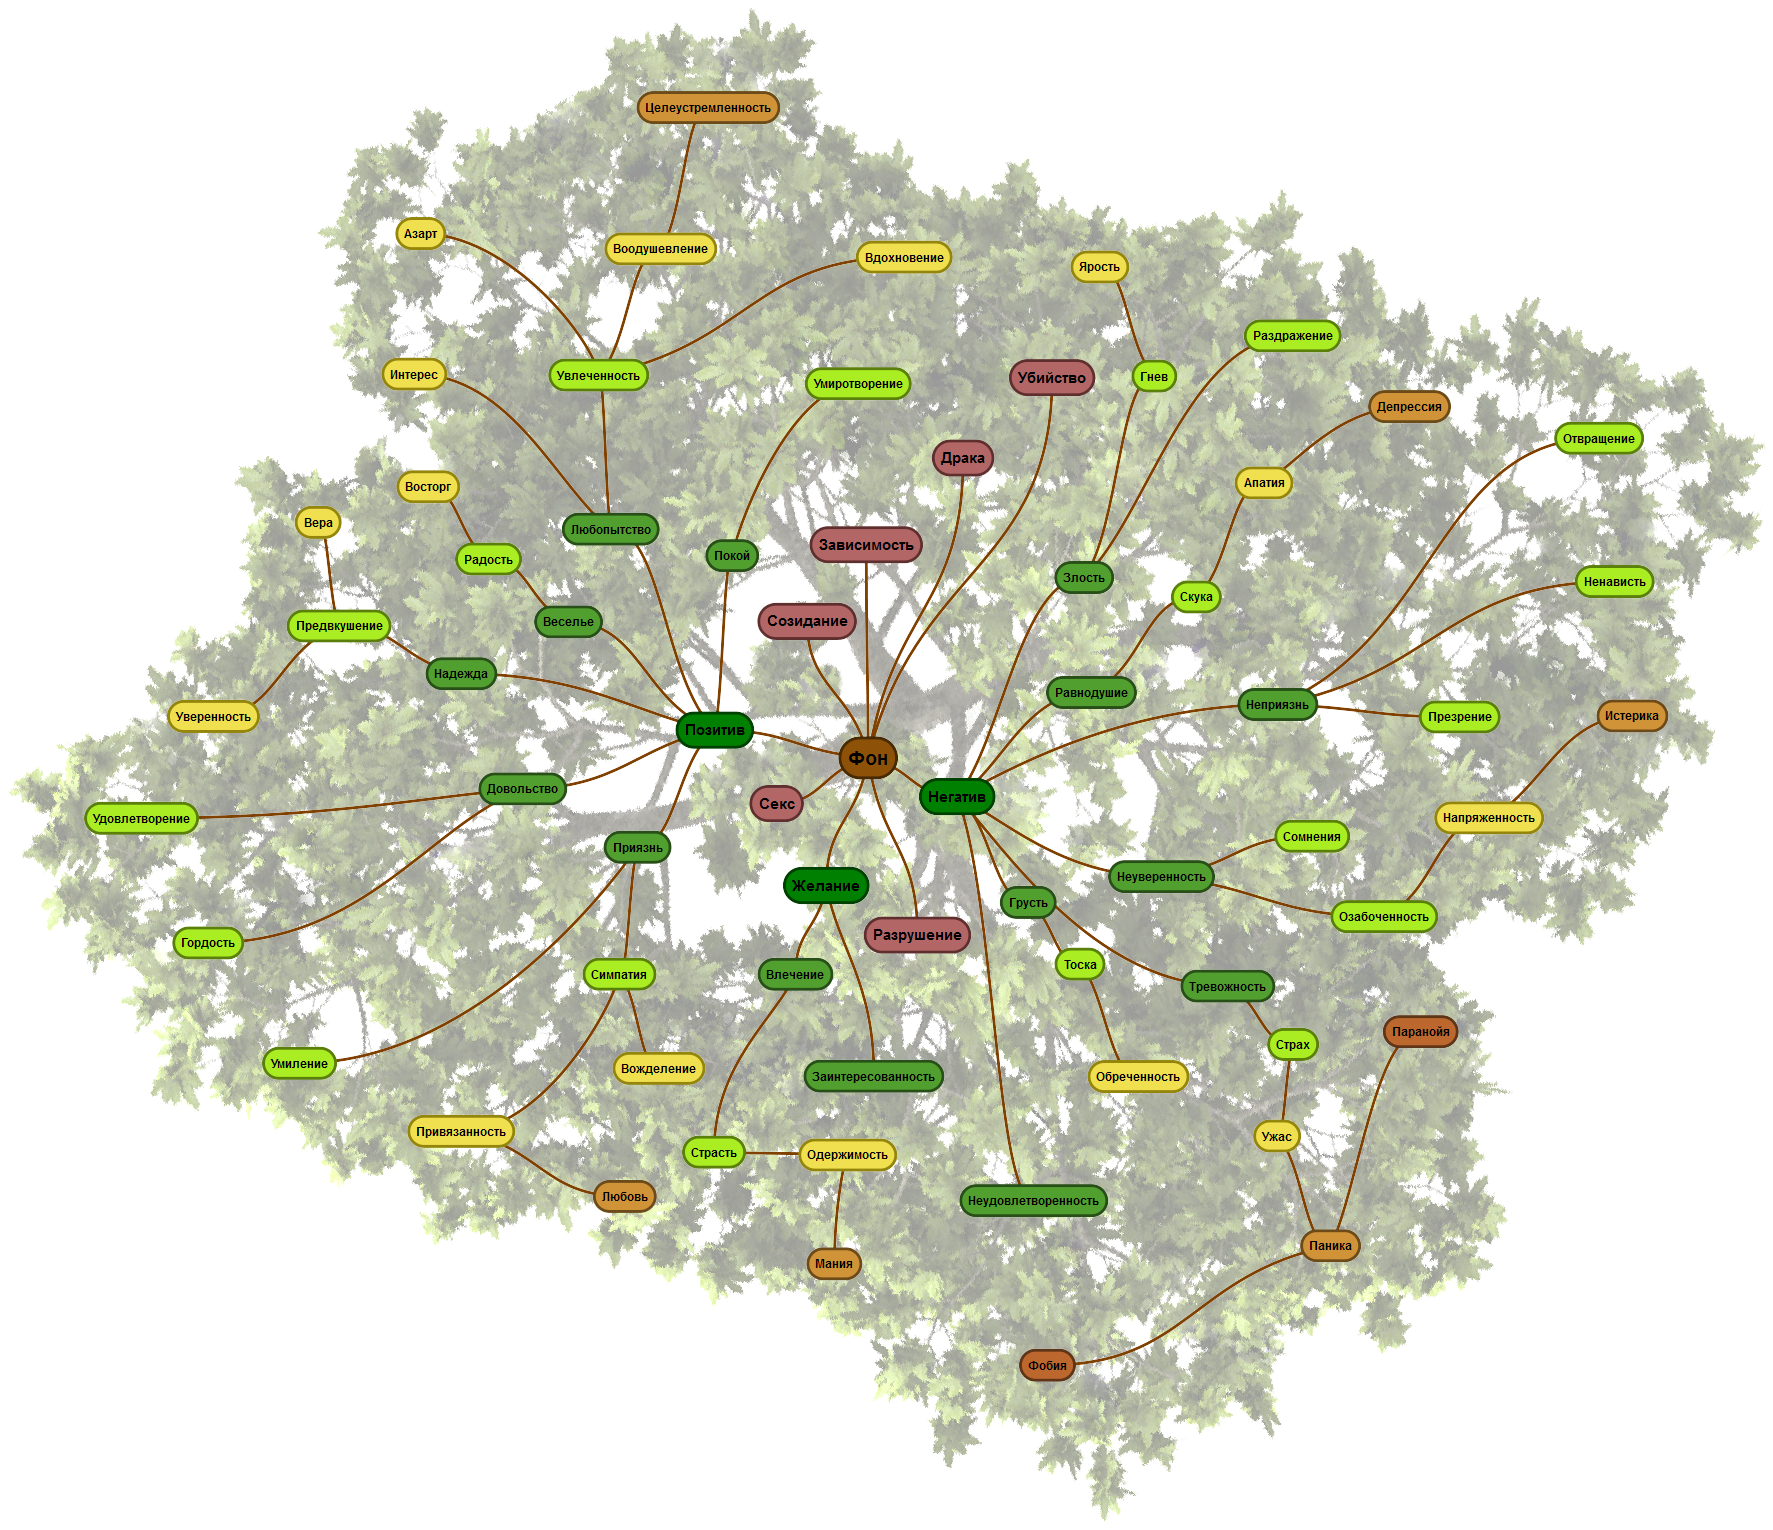 Целеустремленность
Азарт
Воодушевление
Вдохновение
Ярость
Раздражение
Интерес
Увлеченность
Умиротворение
Убийство
Гнев
Депрессия
Отвращение
Драка
Восторг
Апатия
Вера
Любопытство
Покой
Зависимость
Радость
Злость
Скука
Ненависть
Предвкушение
Веселье
Созидание
Надежда
Равнодушие
Неприязнь
Уверенность
Презрение
Истерика
Позитив
Фон
Довольство
Секс
Негатив
Удовлетворение
Напряженность
Сомнения
Приязнь
Желание
Неуверенность
Грусть
Озабоченность
Гордость
Разрушение
Симпатия
Влечение
Тоска
Тревожность
Паранойя
Страх
Умиление
Вожделение
Заинтересованность
Обреченность
Привязанность
Ужас
Страсть
Одержимость
Любовь
Неудовлетворенность
Паника
Мания
Фобия